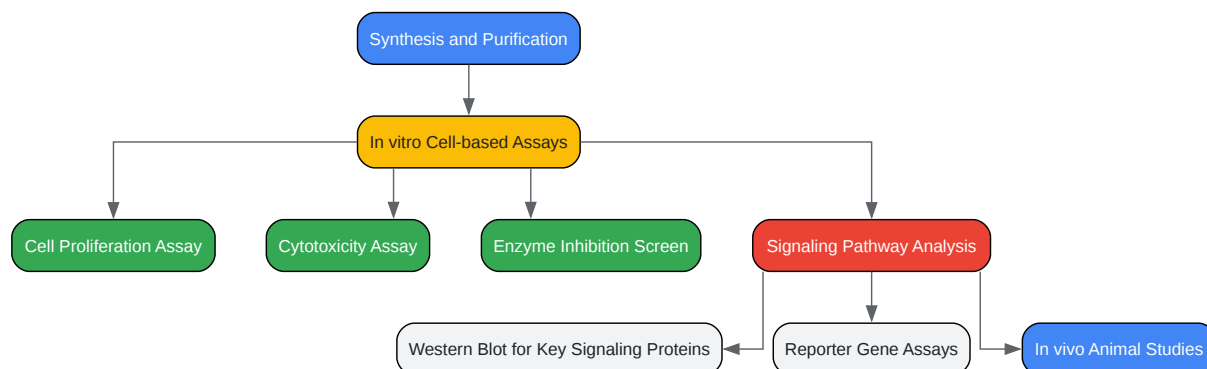 Synthesis and Purification
In vitro Cell-based Assays
Cell Proliferation Assay
Cytotoxicity Assay
Enzyme Inhibition Screen
Signaling Pathway Analysis
Western Blot for Key Signaling Proteins
Reporter Gene Assays
In vivo Animal Studies